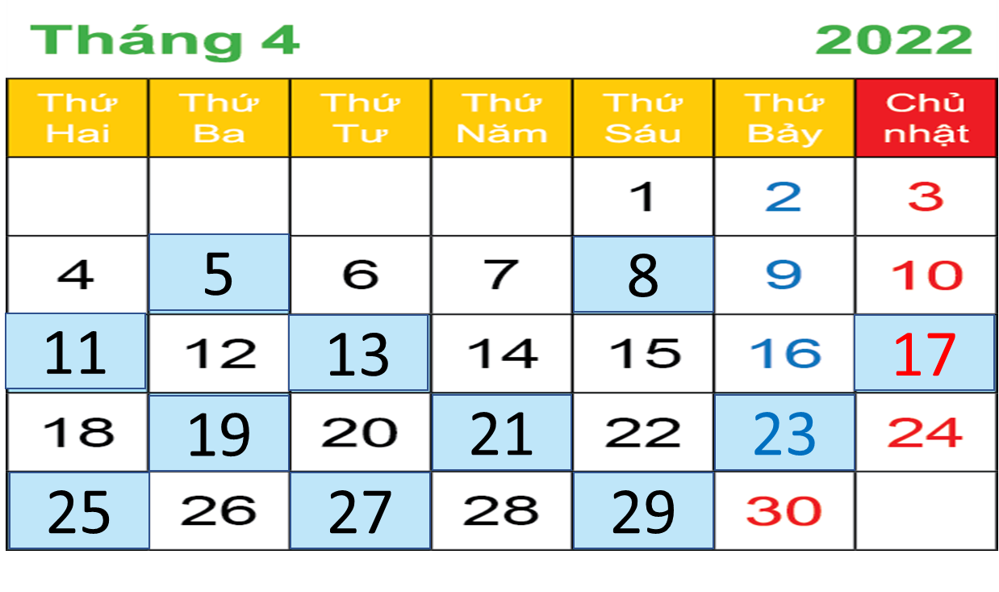 Tháng 4 2022
Thứ Hai Thứ Ba Thứ Tư Thứ Năm Thứ Sáu Thứ Bảy Chủ nhật
1 2 3
4 5 6 7 8 9 10
11 12 13 14 15 16 17
18 19 20 21 22 23 24
25 26 27 28 29 30